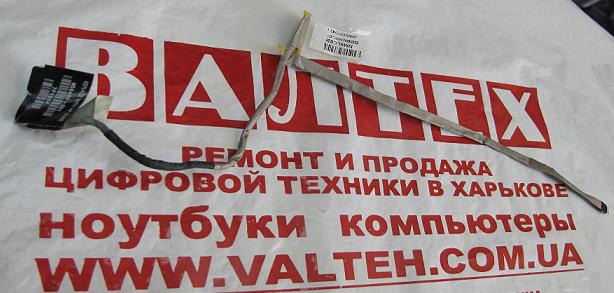 ВАЛТЕХ
РЕМОНТ И ПРОДАЖА
ЦИФРОВОЙ ТЕХНИКИ В ХАРЬКОВЕ
ноутбуки компьютеры
WWW.VALTEH.COM.UA